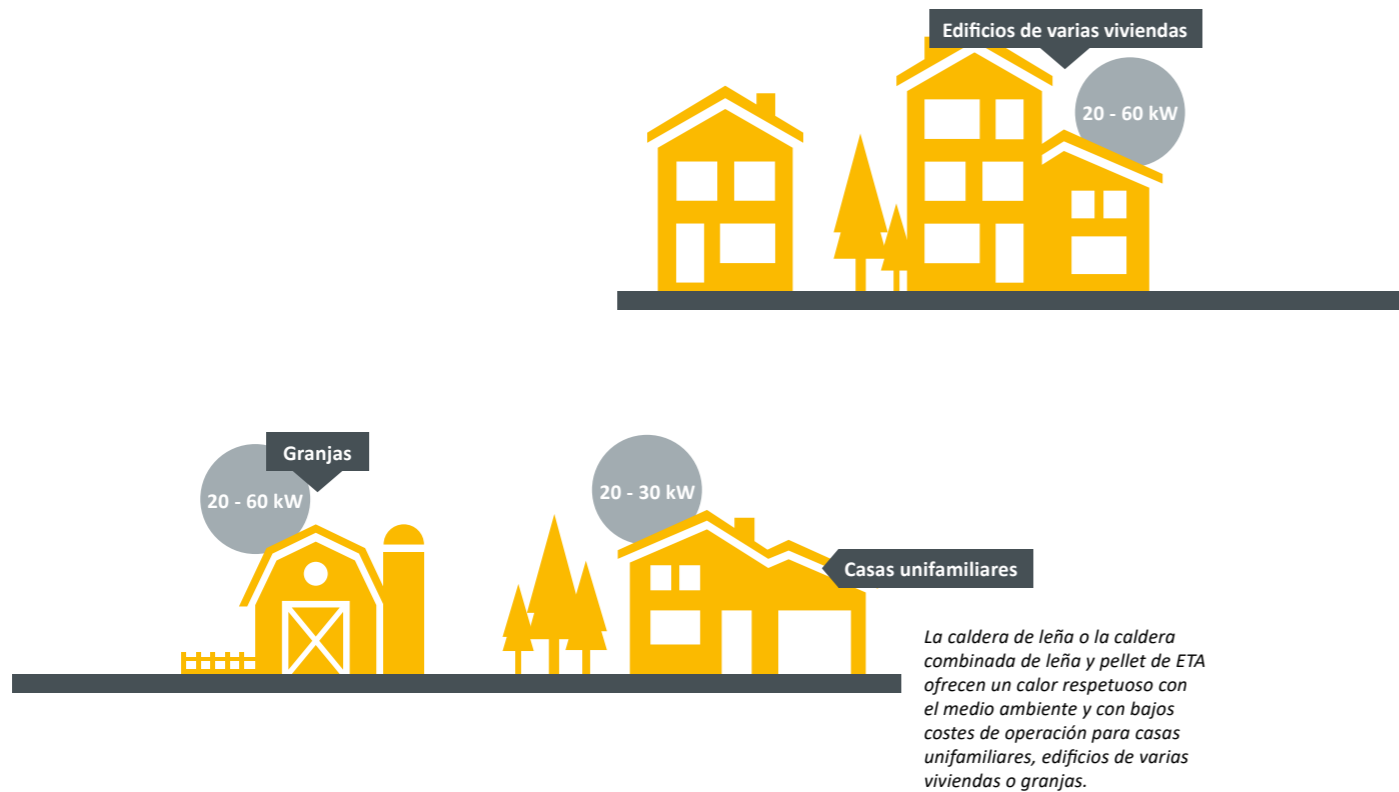 Edificios de varias viviendas
20 - 60 kW
Granjas
20 - 60 kW
20 - 30 kW
Casas unifamiliares
La caldera de leña o la caldera
combinada de leña y pellet de ETA
ofrecen un calor respetuoso con
el medio ambiente y con bajos
costes de operación para casas
unifamiliares, edificios de varias
viviendas o granjas.